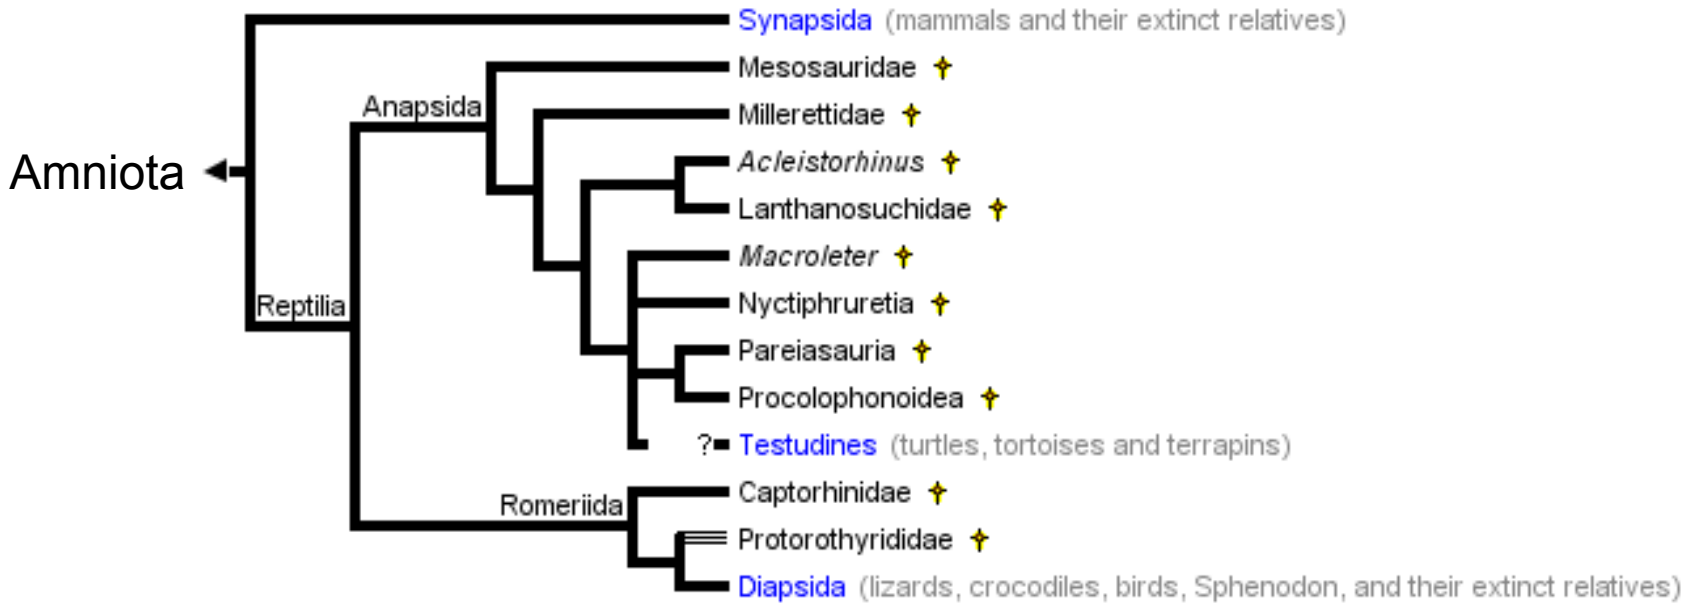 Synapsida (mammals and their extinct relatives)
Mesosauridae
Anapsida
Millerettidae
Acleistorhinus
Amniota
Lanthanosuchidae
Macroleter
Reptilia
Nyctiphruretia
Pareiasauria
Procolophonoidea
? Testudines (turtles, tortoises and terrapins)
Captorhinidae
Romeriida
Protorothyrididae
Diapsida (lizards, crocodiles, birds, Sphenodon, and their extinct relatives)